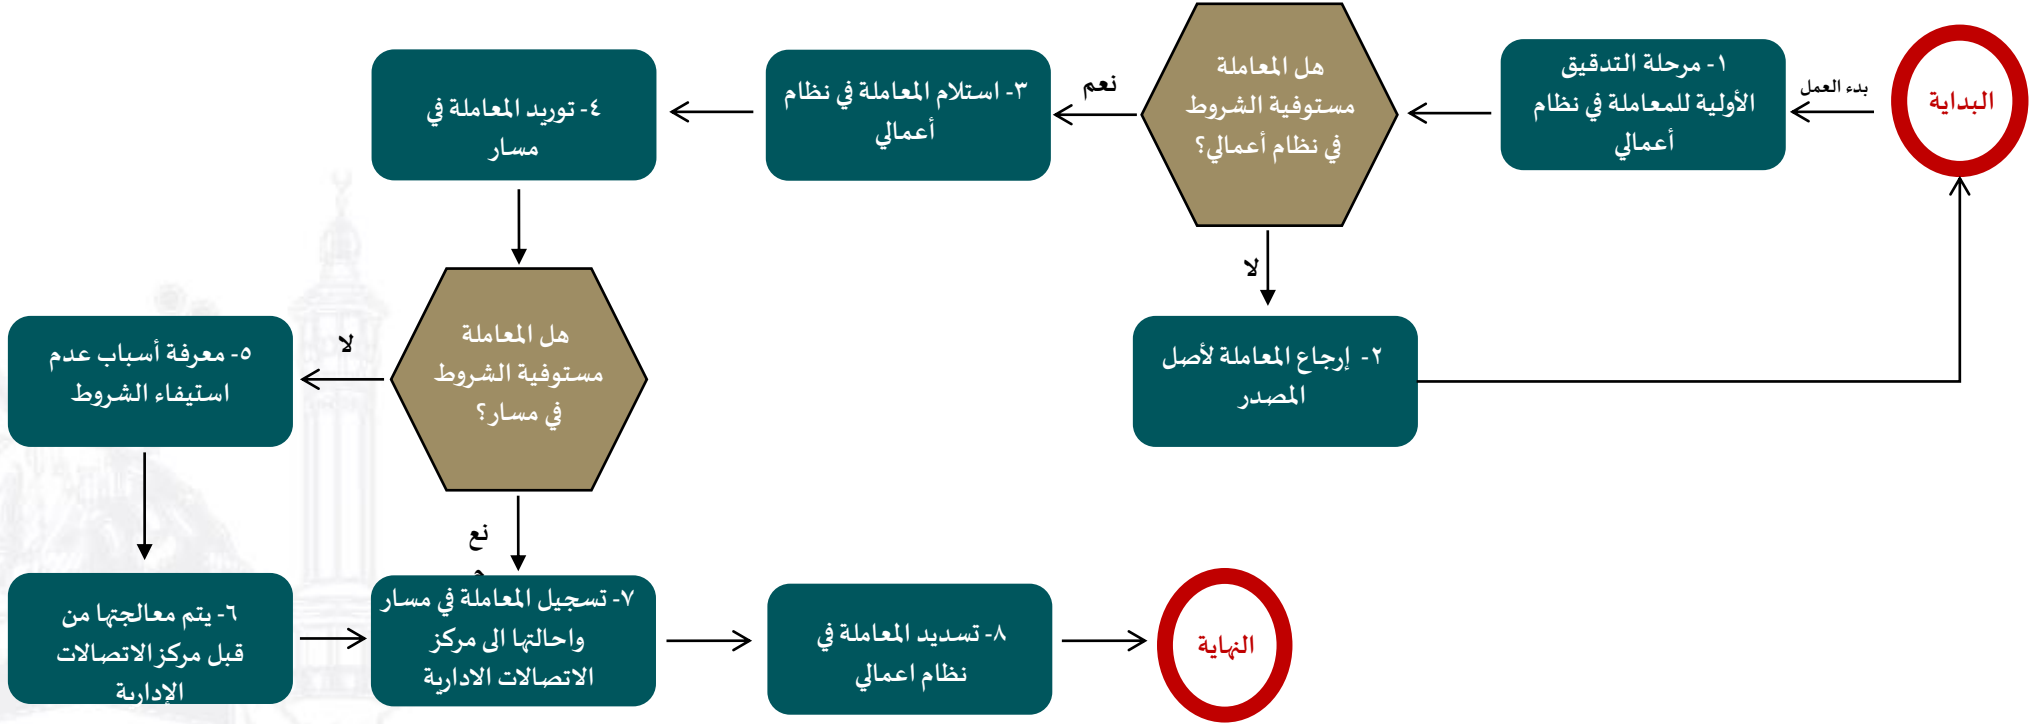 البداية
بدء العمل
١- مرحلة التدقيق
الأولية للمعاملة في نظام
أعمالي
هل المعاملة
مستوفية الشروط
في نظام أعمالي؟
نعم
٣- استلام المعاملة في نظام
أعمالي
٤- توريد المعاملة في
مسار
لا
٢- إرجاع المعاملة لأصل
المصدر
هل المعاملة
مستوفية الشروط
في مسار؟
لا
٥- معرفة أسباب عدم
استيفاء الشروط
نع
م
٦- يتم معالجتها من
قبل مركز الاتصالات
الإدارية
٧- تسجيل المعاملة في مسار
واحالتها الى مركز
الاتصالات الادارية
٨- تسديد المعاملة في
نظام اعمالي
النهاية